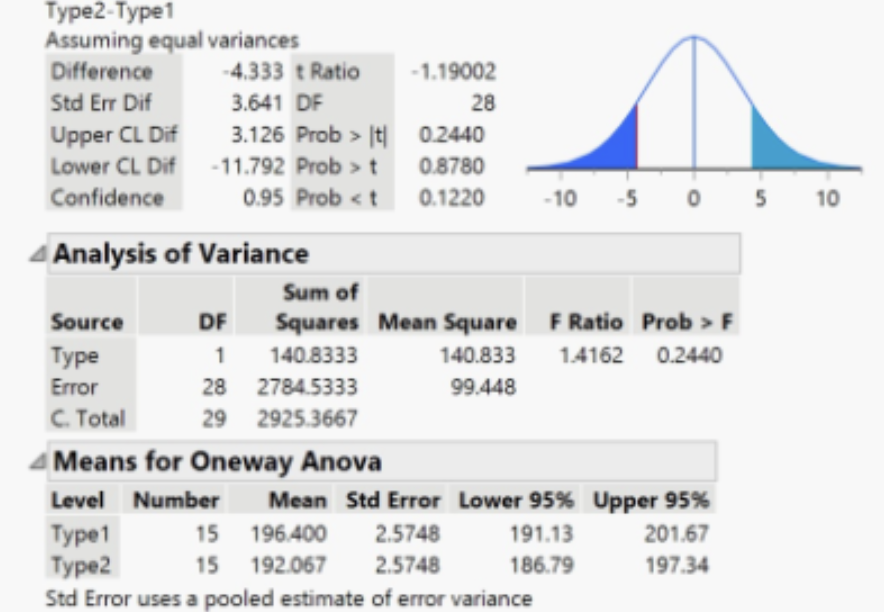 Type2-Type1
Assuming equal variances
Difference -4.333 t Ratio -1.19002
Std Err Dif 3.641 DF 28
Upper CL Dif 3.126 Prob > |t| 0.2440
Lower CL Dif -11.792 Prob > t 0.8780
Confidence 0.95 Prob < t 0.1220
-10 -5 0 5 10
Analysis of Variance
Sum of
Source DF Squares Mean Square F Ratio Prob > F
Type 1 140.8333 140.833 1.4162 0.2440
Error 28 2784.5333 99.448
C. Total 29 2925.3667
Means for Oneway Anova
Level Number Mean Std Error Lower 95% Upper 95%
Type1 15 196.400 2.5748 191.13 201.67
Type2 15 192.067 2.5748 186.79 197.34
Std Error uses a pooled estimate of error variance